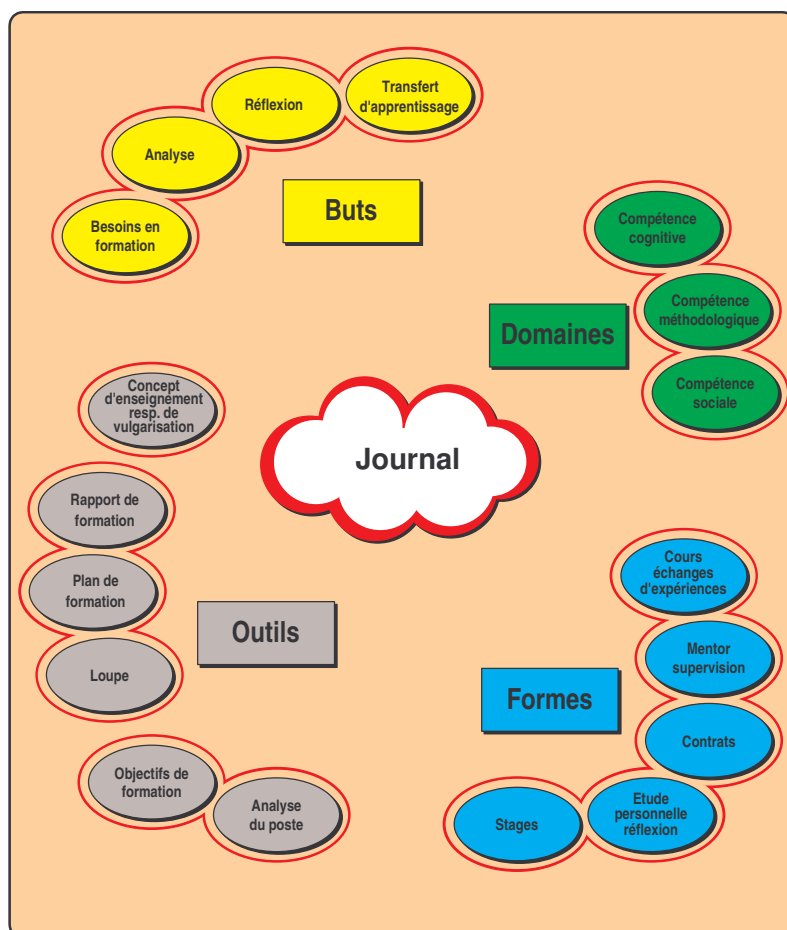 Transfert
d'apprentissage
Réflexion
Analyse
Besoins en
formation
Buts
Compétence
cognitive
Compétence
méthodologique
Compétence
sociale
Domaines
Concept
d'enseignement
resp. de
vulgarisation
Journal
Rapport de
formation
Plan de
formation
Loupe
Outils
Objectifs de
formation
Analyse
du poste
Cours
échanges
d'expériences
Mentor
supervision
Formes
Contrats
Etude
personnelle
réflexion
Stages